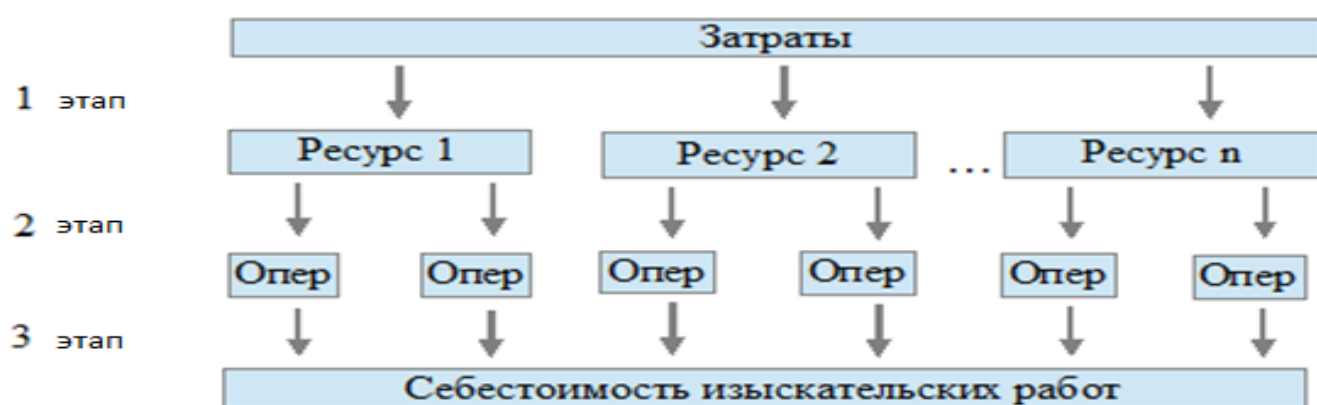 Затраты
1 этап
Ресурс 1 Ресурс 2 ... Ресурс n
2 этап
Опер Опер Опер Опер Опер Опер
3 этап
Себестоимость изыскательских работ